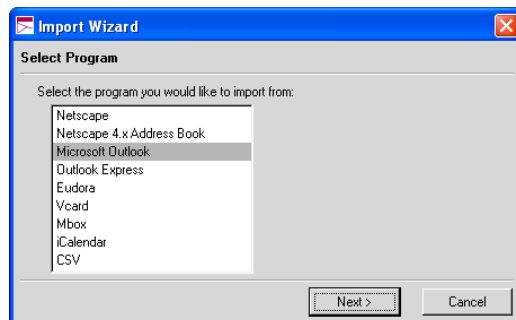 Import Wizard
Select Program
Select the program you would like to import from:
Netscape
Netscape 4.x Address Book
Microsoft Outlook
Outlook Express
Eudora
Vcard
Mbox
iCalendar
CSV
Next >
Cancel